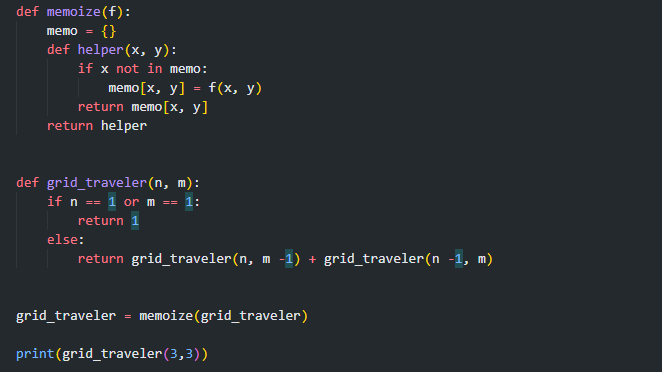 def memoize(f):
    memo = {}
    def helper(x, y):
        if x not in memo:
            memo[x, y] = f(x, y)
        return memo[x, y]
    return helper


def grid_traveler(n, m):
    if n == 1 or m == 1:
        return 1
    else:
        return grid_traveler(n, m -1) + grid_traveler(n -1, m)


grid_traveler = memoize(grid_traveler)

print(grid_traveler(3,3))